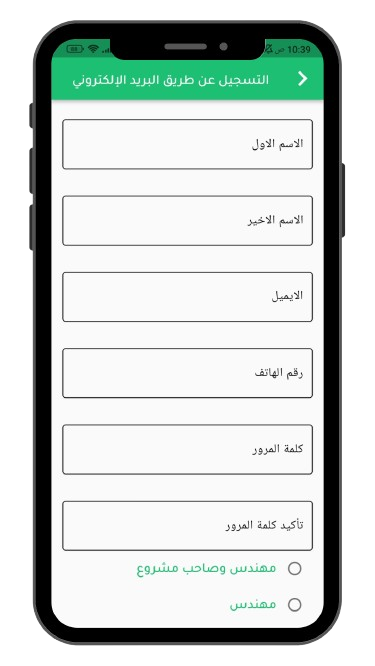 10:39 ص
التسجيل عن طريق البريد الإلكتروني
الاسم الاول
الاسم الاخير
الايميل
رقم الهاتف
كلمة المرور
تأكيد كلمة المرور
مهندس وصاحب مشروع
مهندس